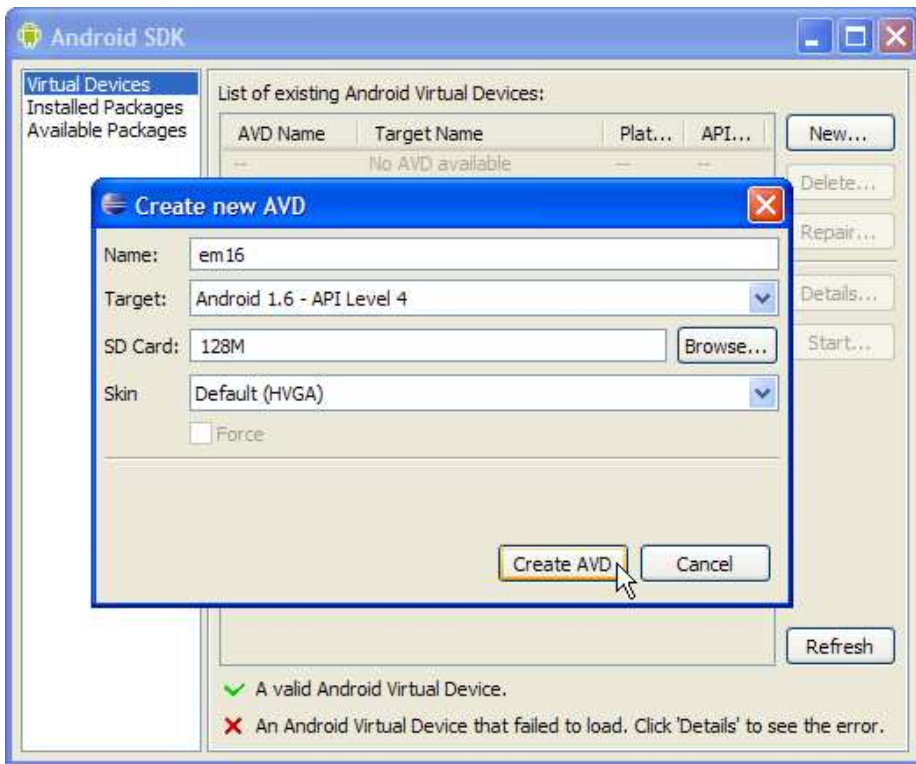 Android SDK
Virtual Devices
Installed Packages
Available Packages
List of existing Android Virtual Devices:
AVD Name Target Name Plat... API... New...
-- No AVD available -- --
Delete...
Repair...
Details...
Start...
Create new AVD
Name: em16
Target: Android 1.6 - API Level 4
SD Card: 128M Browse...
Skin Default (HVGA)
Force
Create AVD Cancel
Refresh
A valid Android Virtual Device.
An Android Virtual Device that failed to load. Click 'Details' to see the error.